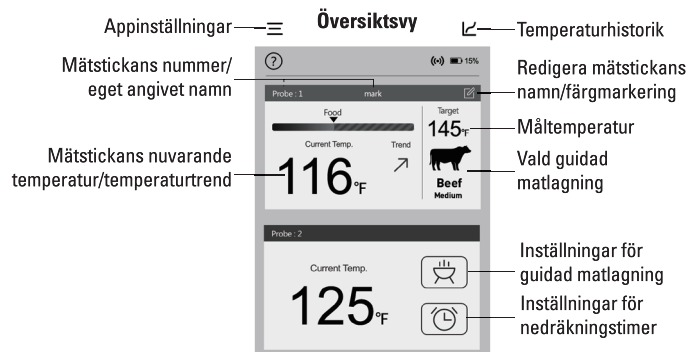 Översiktsvy
Appinställningar
Temperaturhistorik
15%
Mätstickans nummer/
eget angivet namn
Redigera mätstickans
namn/färgmarkering
Probe : 1
mark
Food
Target
145°F
Måltemperatur
Current Temp.
Trend
Mätstickans nuvarande
temperatur/temperaturtrend
116°F
Vald guidad
matlagning
Beef
Medium
Probe : 2
Current Temp.
125°F
Inställningar för
guidad matlagning
Inställningar för
nedräkningstimer